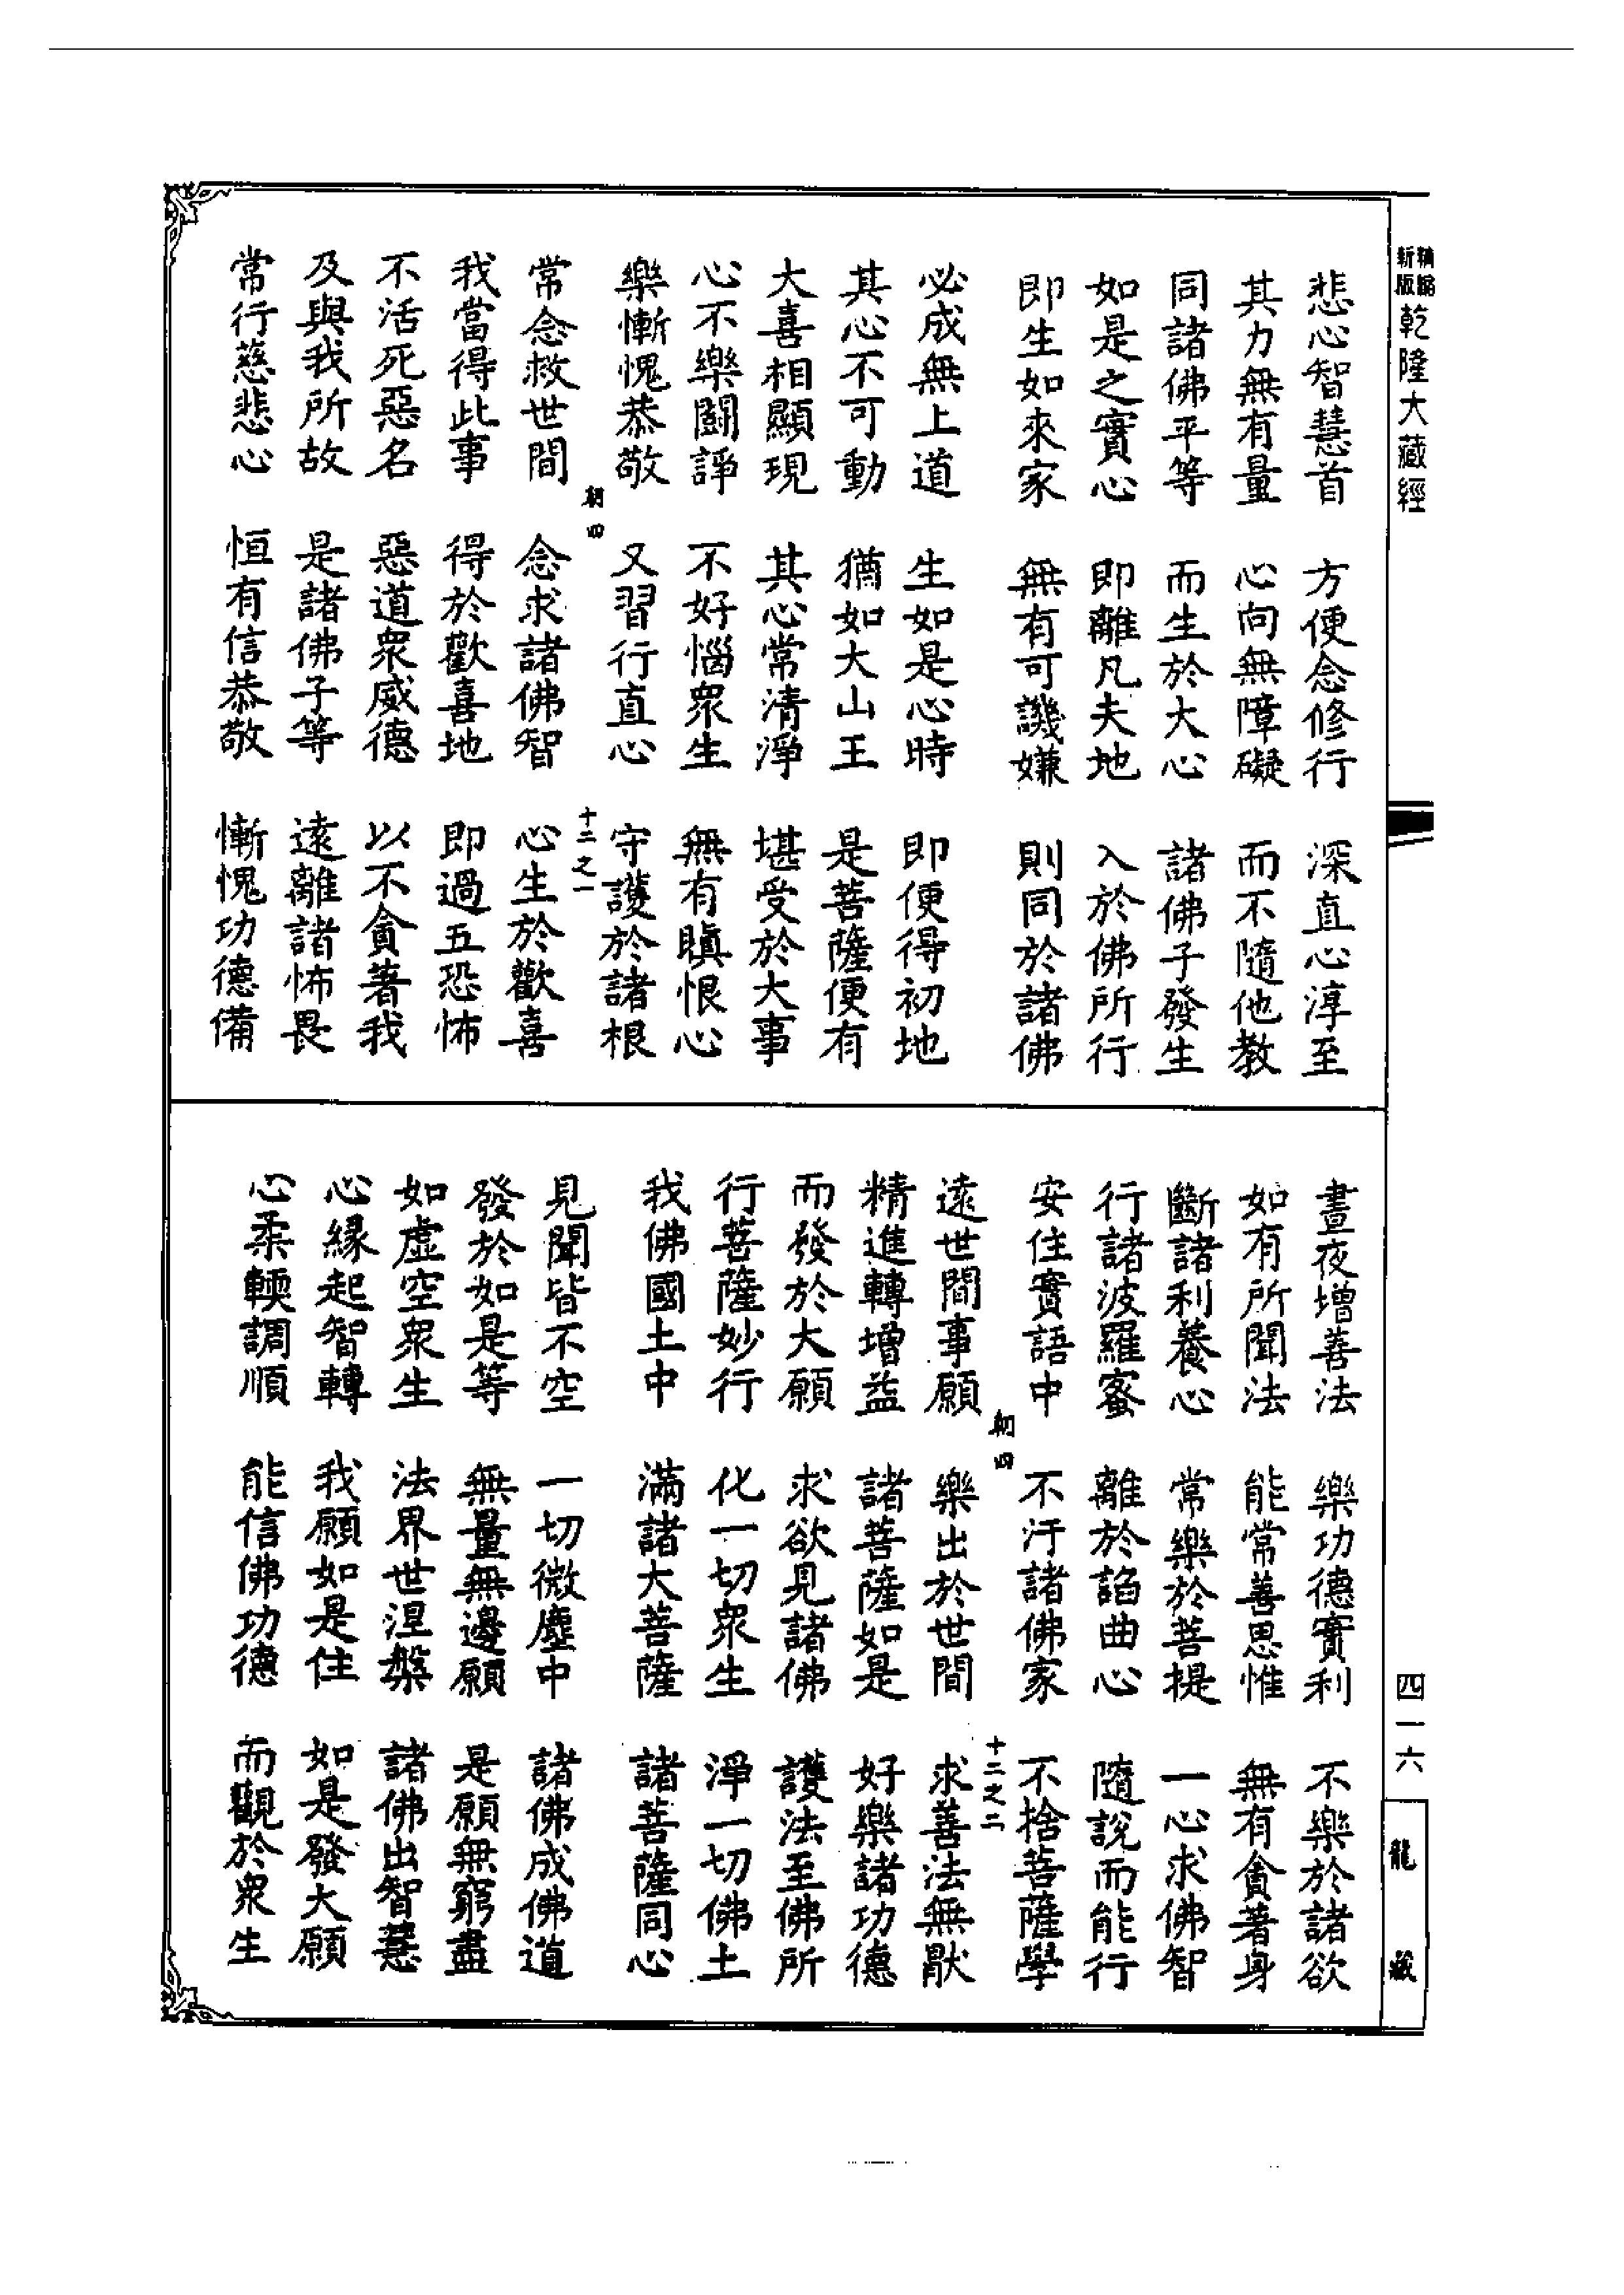 新版精縮乾隆大藏經
悲心智慧首 方便念修行 深直心淳至
其力無有量 心向無障礙 而不隨他教
同諸佛平等 而生於大心 諸佛子發生
如是之實心 即離凡夫地 入於佛所行
即生如來家 無有可譏嫌 則同於諸佛
必成無上道 生如是心時 即便得初地
其心不可動 猶如大山王 是菩薩便有
大喜相顯現 其心常清淨 堪受於大事
心不樂鬭諍 不好惱眾生 無有瞋恨心
樂慚愧恭敬 又習行直心 守護於諸根
朝四 十二之一
常念救世間 念求諸佛智 心生於歡喜
我當得此事 得於歡喜地 即過五恐怖
不活死惡名 惡道眾威德 以不貪著我
及與我所故 是諸佛子等 遠離諸怖畏
常行慈悲心 恒有信恭敬 慚愧功德備
晝夜增善法 樂功德實利 不樂於諸欲
如有所聞法 能常善思惟 無有貪著身
斷諸利養心 常樂於菩提 一心求佛智
行諸波羅蜜 離於諂曲心 隨說而能行
安住實語中 不汙諸佛家 不捨菩薩學
朝四 十二之二
遠世間事願 樂出於世間 求善法無厭
精進轉增益 諸菩薩如是 好樂諸功德
而發於大願 求欲見諸佛 護法至佛所
行菩薩妙行 化一切眾生 淨一切佛土
我佛國土中 滿諸大菩薩 諸菩薩同心
見聞皆不空 一切微塵中 諸佛成佛道
發於如是等 無量無邊願 是願無窮盡
如虛空眾生 法界世涅槃 諸佛出智慧
心緣起智轉 我願如是住 如是發大願
心柔輭調順 能信佛功德 而觀於眾生
四一六
龍藏